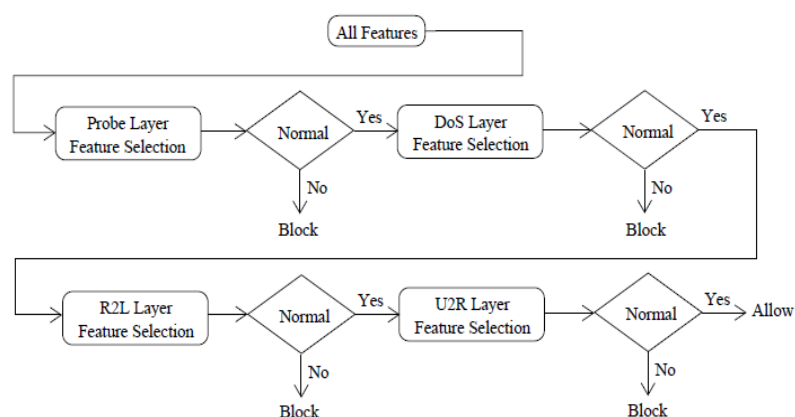 All Features
Probe Layer
Feature Selection
Normal
Yes
No
Block
DoS Layer
Feature Selection
Normal
Yes
No
Block
R2L Layer
Feature Selection
Normal
Yes
No
Block
U2R Layer
Feature Selection
Normal
Yes
Allow
No
Block